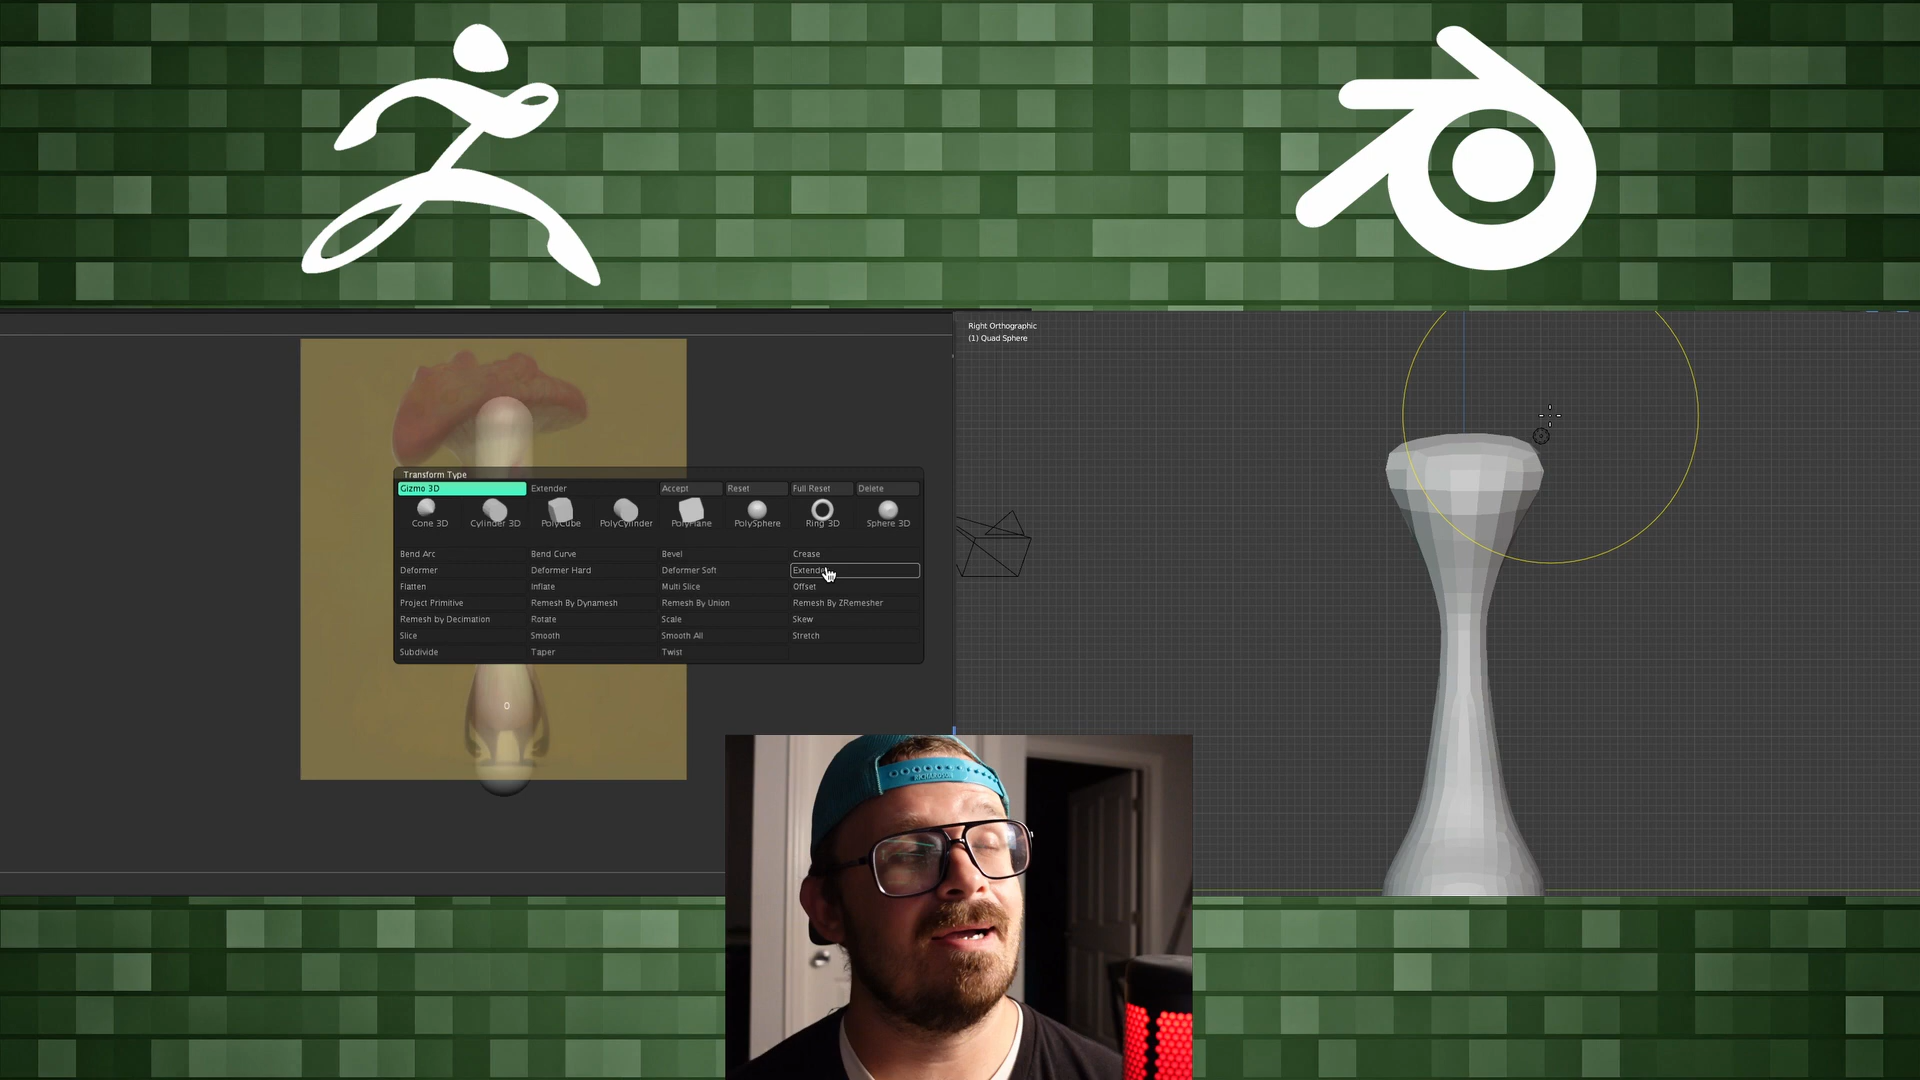 Right Orthographic
(1) Quad Sphere
Transform Type
Gizmo 3D Extender Accept Reset Full Reset Delete
Cone 3D Cylinder 3D PolyCube PolyCylinder PolyPlane PolySphere Ring 3D Sphere 3D
Bend Arc Bend Curve Bevel Crease
Deformer Deformer Hard Deformer Soft Extender
Flatten Inflate Multi Slice Offset
Project Primitive Remesh By Dynamesh Remesh By Union Remesh By ZRemesher
Remesh by Decimation Rotate Scale Skew
Slice Smooth Smooth All Stretch
Subdivide Taper Twist
RICHARDSON